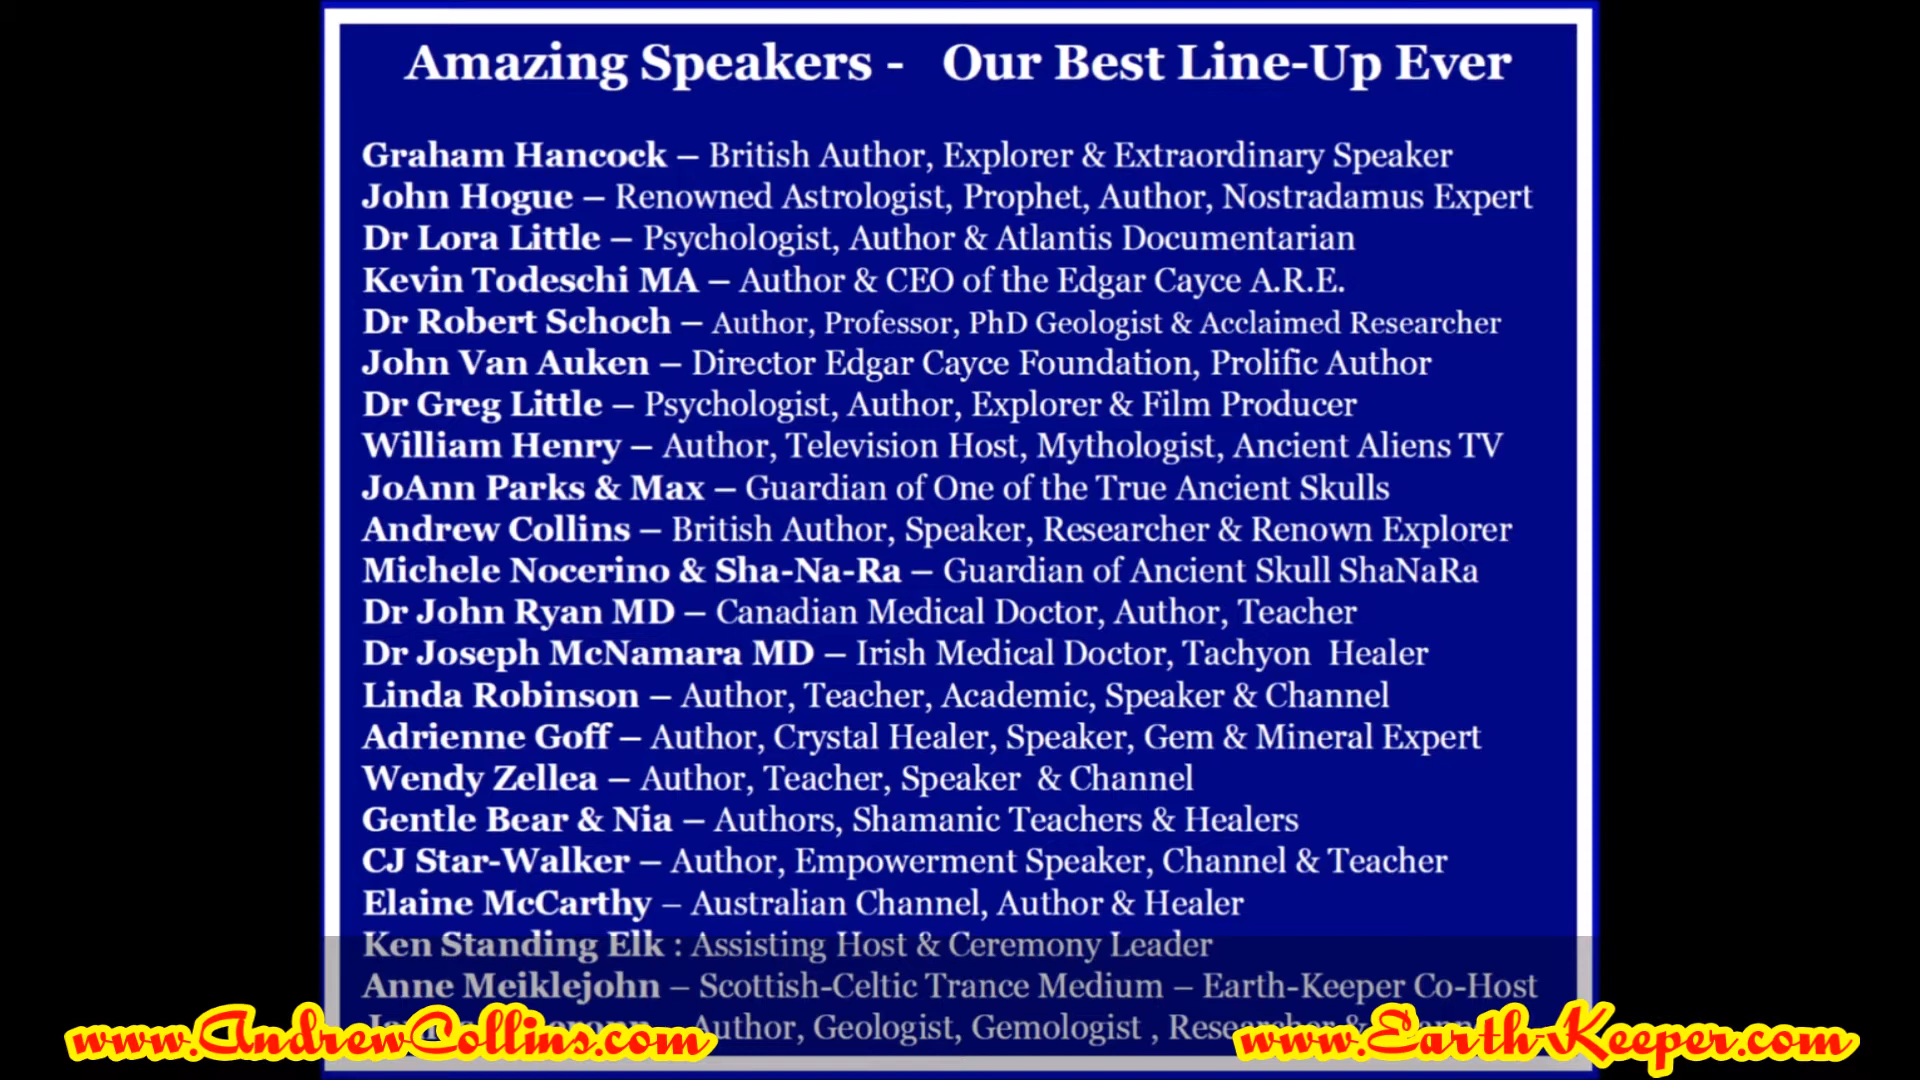 Amazing Speakers - Our Best Line-Up Ever
Graham Hancock – British Author, Explorer & Extraordinary Speaker
John Hogue – Renowned Astrologist, Prophet, Author, Nostradamus Expert
Dr Lora Little – Psychologist, Author & Atlantis Documentarian
Kevin Todeschi MA – Author & CEO of the Edgar Cayce A.R.E.
Dr Robert Schoch – Author, Professor, PhD Geologist & Acclaimed Researcher
John Van Auken – Director Edgar Cayce Foundation, Prolific Author
Dr Greg Little – Psychologist, Author, Explorer & Film Producer
William Henry – Author, Television Host, Mythologist, Ancient Aliens TV
JoAnn Parks & Max – Guardian of One of the True Ancient Skulls
Andrew Collins – British Author, Speaker, Researcher & Renown Explorer
Michele Nocerino & Sha-Na-Ra – Guardian of Ancient Skull ShaNaRa
Dr John Ryan MD – Canadian Medical Doctor, Author, Teacher
Dr Joseph McNamara MD – Irish Medical Doctor, Tachyon Healer
Linda Robinson – Author, Teacher, Academic, Speaker & Channel
Adrienne Goff – Author, Crystal Healer, Speaker, Gem & Mineral Expert
Wendy Zellea – Author, Teacher, Speaker & Channel
Gentle Bear & Nia – Authors, Shamanic Teachers & Healers
CJ Star-Walker – Author, Empowerment Speaker, Channel & Teacher
Elaine McCarthy – Australian Channel, Author & Healer
Ken Standing Elk : Assisting Host & Ceremony Leader
Anne Meiklejohn – Scottish-Celtic Trance Medium – Earth-Keeper Co-Host
Author, Geologist, Gemologist ,
www.AndrewCollins.com
www.Earth-Keeper.com